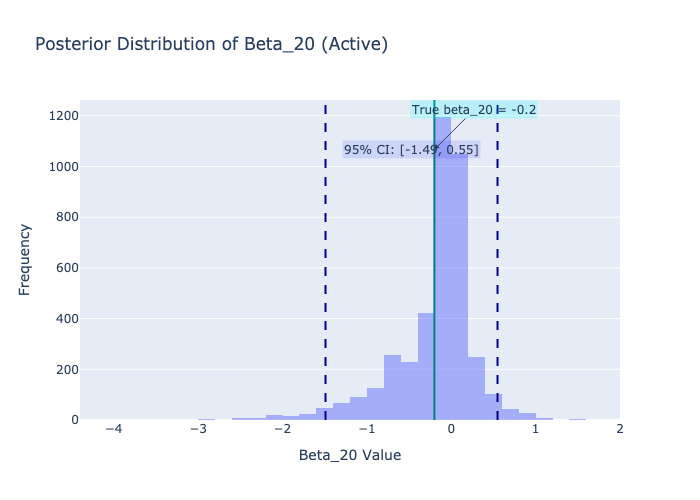 Posterior Distribution of Beta_20 (Active)
True beta_20 = -0.2
95% CI: [-1.49, 0.55]
1200
1000
800
600
400
200
0
Frequency
−4 −3 −2 −1 0 1 2
Beta_20 Value